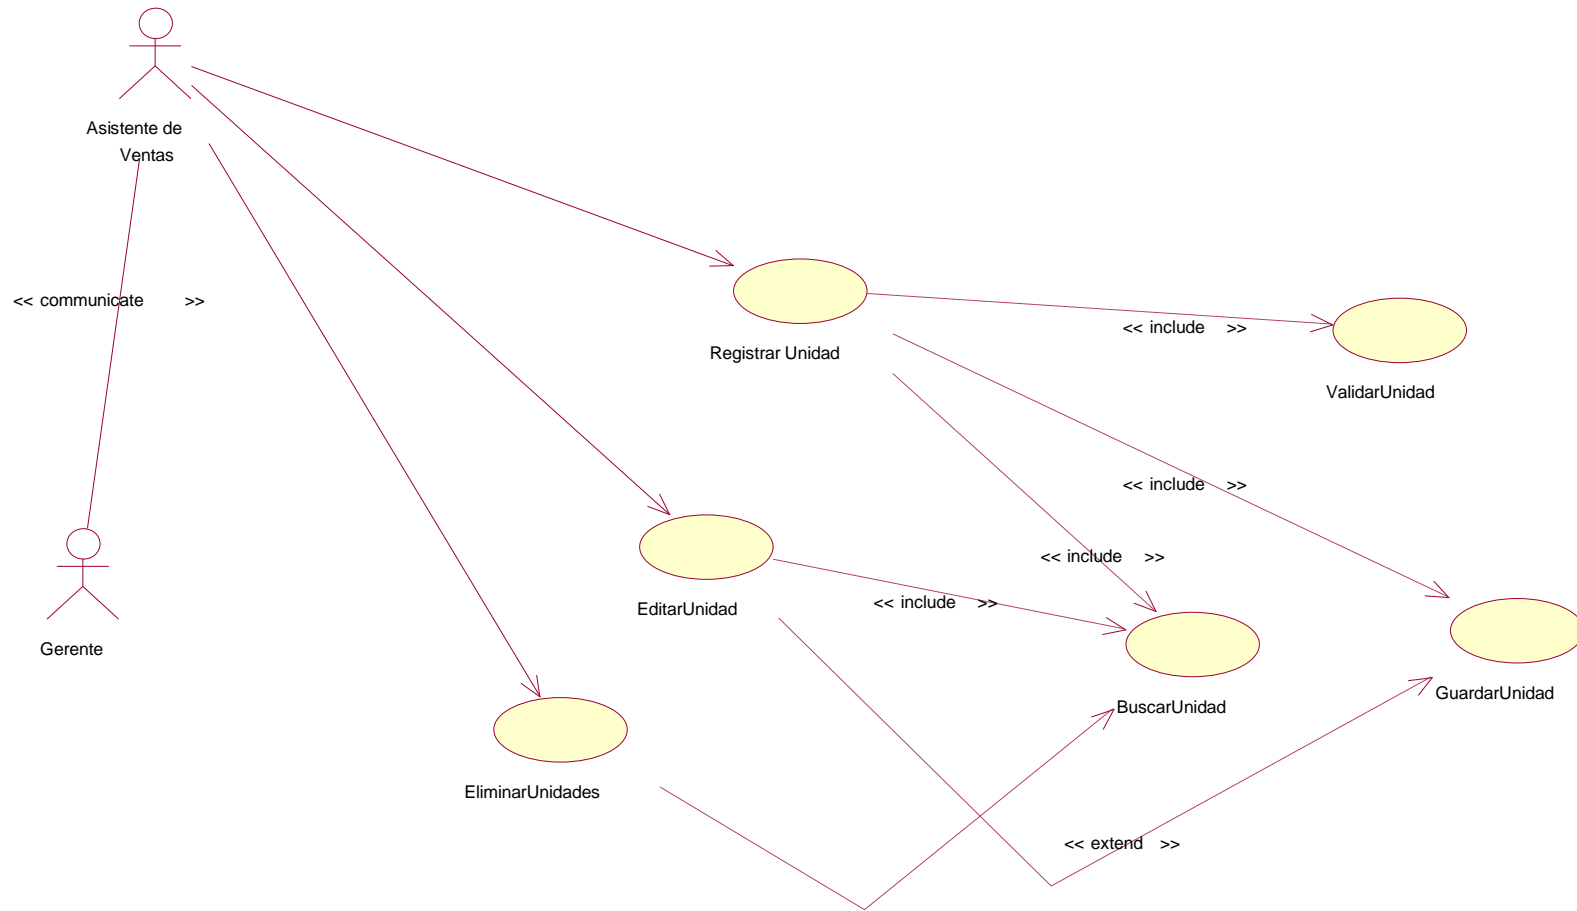 Asistente de
Ventas
<< communicate >>
<< include >>
Registrar Unidad
ValidarUnidad
<< include >>
<< include >>
<< include >>
EditarUnidad
Gerente
GuardarUnidad
BuscarUnidad
EliminarUnidades
<< extend >>